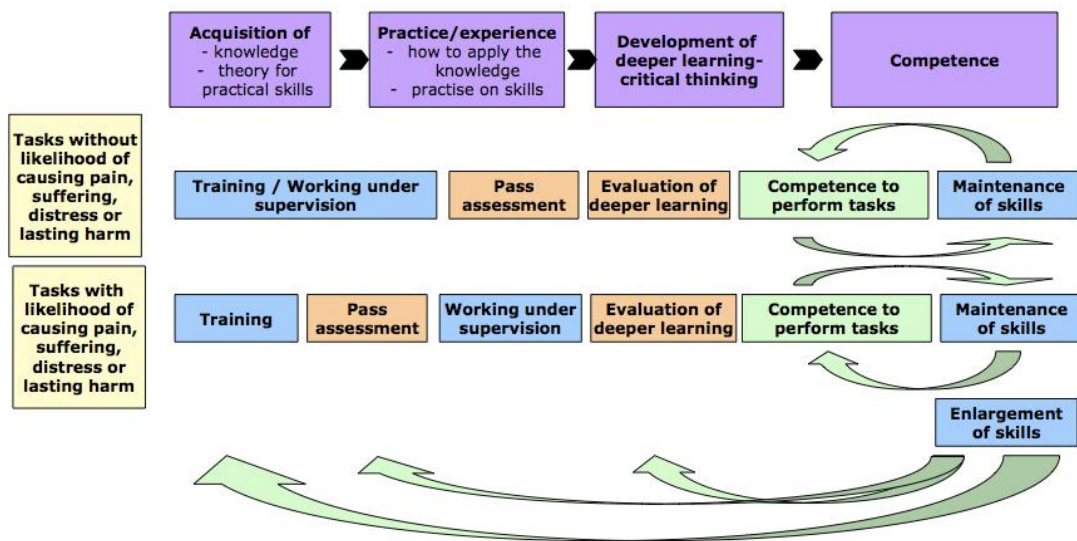 Acquisition of
- knowledge
- theory for
practical skills
Practice/experience
- how to apply the
knowledge
- practise on skills
Development of
deeper learning-
critical thinking
Competence
Tasks without
likelihood of
causing pain,
suffering,
distress or
lasting harm
Training / Working under
supervision
Pass
assessment
Evaluation of
deeper learning
Competence to
perform tasks
Maintenance
of skills
Tasks with
likelihood of
causing pain,
suffering,
distress or
lasting harm
Training
Pass
assessment
Working under
supervision
Evaluation of
deeper learning
Competence to
perform tasks
Maintenance
of skills
Enlargement
of skills